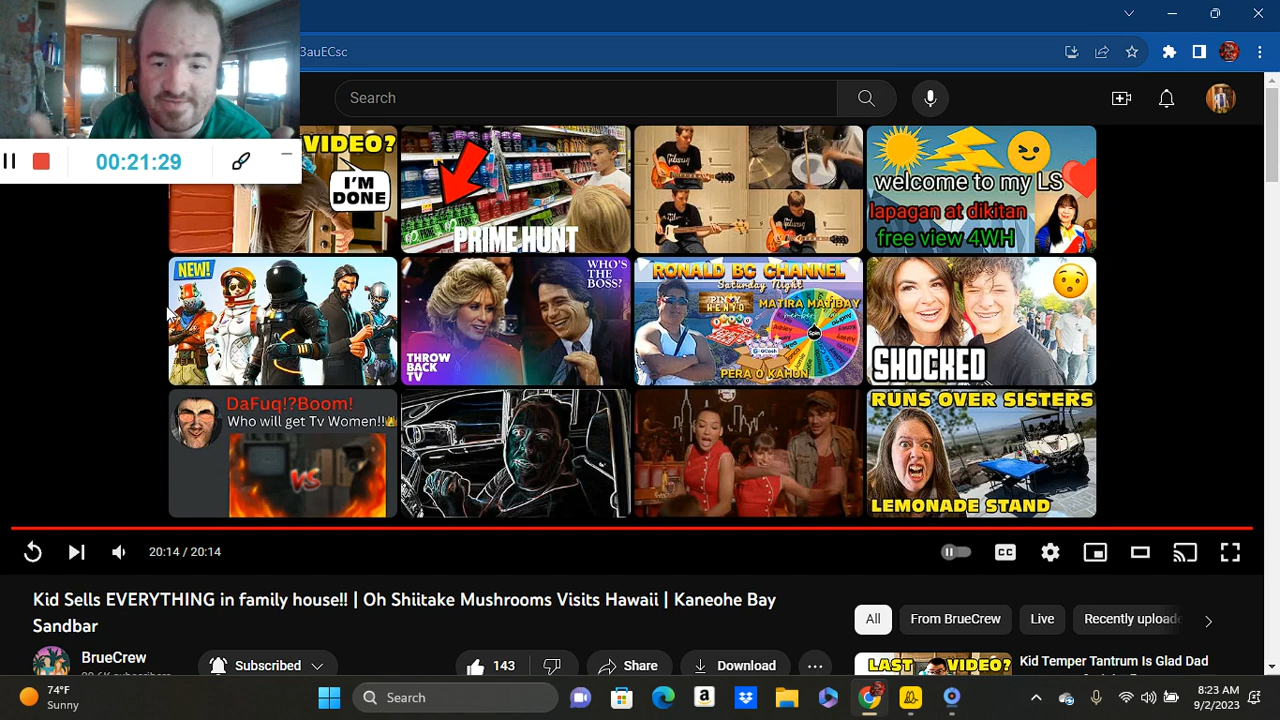 3auECsc
Search
00:21:29
VIDEO?
I'M
DONE
PRIME HUNT
welcome to my LS
lapagan at dikitan
free view 4WH
NEW!
WHO'S
THE
BOSS?
THROW
BACK
TV
RONALD BC CHANNEL
Saturday Night
PINOY
HENYO
MATIRA MATIBAY
Spin
GCash
PERA O KAHON
SHOCKED
DaFuq!?Boom!
Who will get Tv Women!!
VS
RUNS OVER SISTERS
LEMONADE STAND
20:14 / 20:14
CC
Kid Sells EVERYTHING in family house!! | Oh Shiitake Mushrooms Visits Hawaii | Kaneohe Bay
Sandbar
All
From BrueCrew
Live
Recently uploade
BrueCrew
Subscribed
143
Share
Download
LAST VIDEO?
Kid Temper Tantrum Is Glad Dad
74°F
Sunny
Search
8:23 AM
9/2/2023